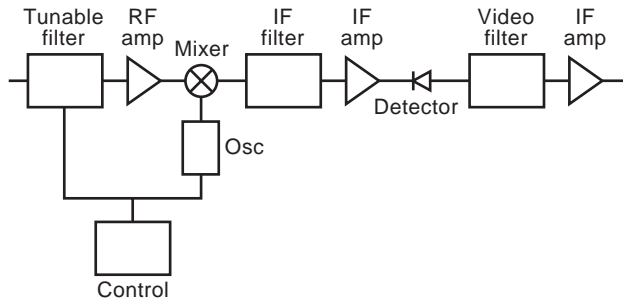 Tunable
filter
RF
amp
Mixer
IF
filter
IF
amp
Detector
Video
filter
IF
amp
Osc
Control